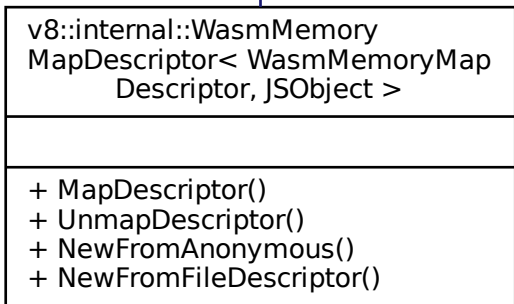 v8::internal::WasmMemory
MapDescriptor< WasmMemoryMap
Descriptor, JSObject >
+ MapDescriptor()
+ UnmapDescriptor()
+ NewFromAnonymous()
+ NewFromFileDescriptor()